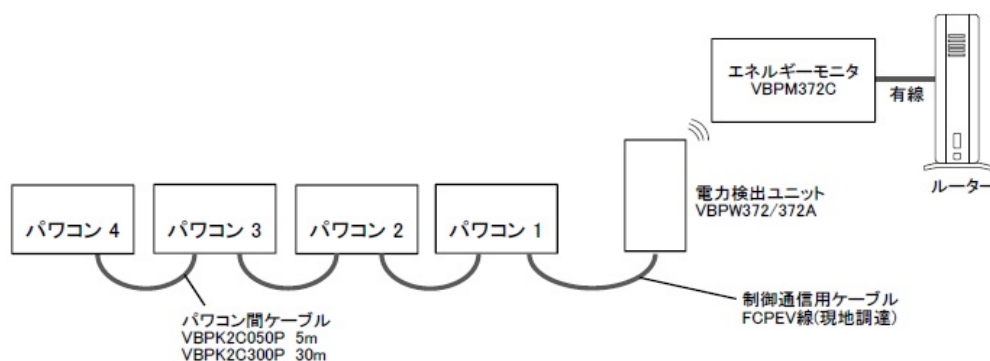 エネルギーモニタ
VBPM372C
有線
ルーター
電力検出ユニット
VBPW372/372A
パワコン 4
パワコン 3
パワコン 2
パワコン 1
パワコン間ケーブル
VBPK2C050P 5m
VBPK2C300P 30m
制御通信用ケーブル
FCPEV線(現地調達)